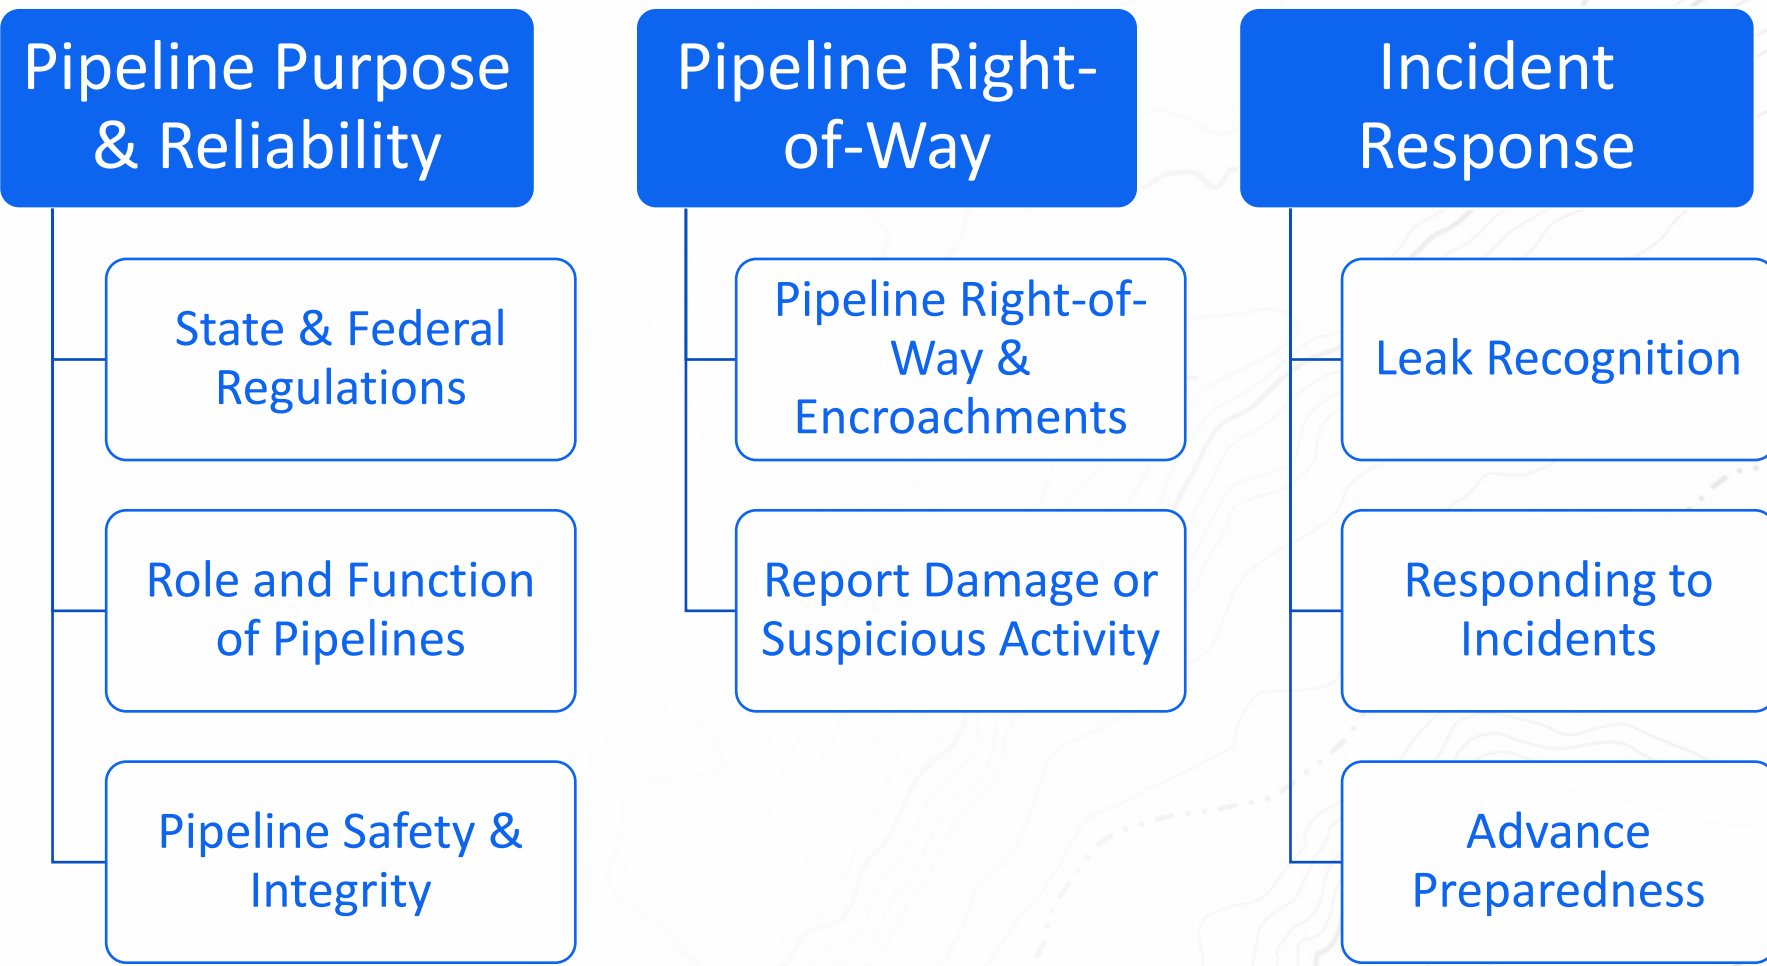 Pipeline Purpose
& Reliability
State & Federal
Regulations
Role and Function
of Pipelines
Pipeline Safety &
Integrity
Pipeline Right-
of-Way
Pipeline Right-of-
Way &
Encroachments
Report Damage or
Suspicious Activity
Incident
Response
Leak Recognition
Responding to
Incidents
Advance
Preparedness